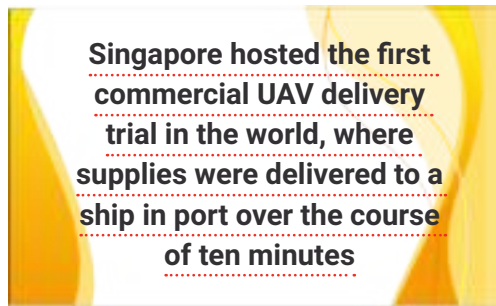 Singapore hosted the first
commercial UAV delivery
trial in the world, where
supplies were delivered to a
ship in port over the course
of ten minutes